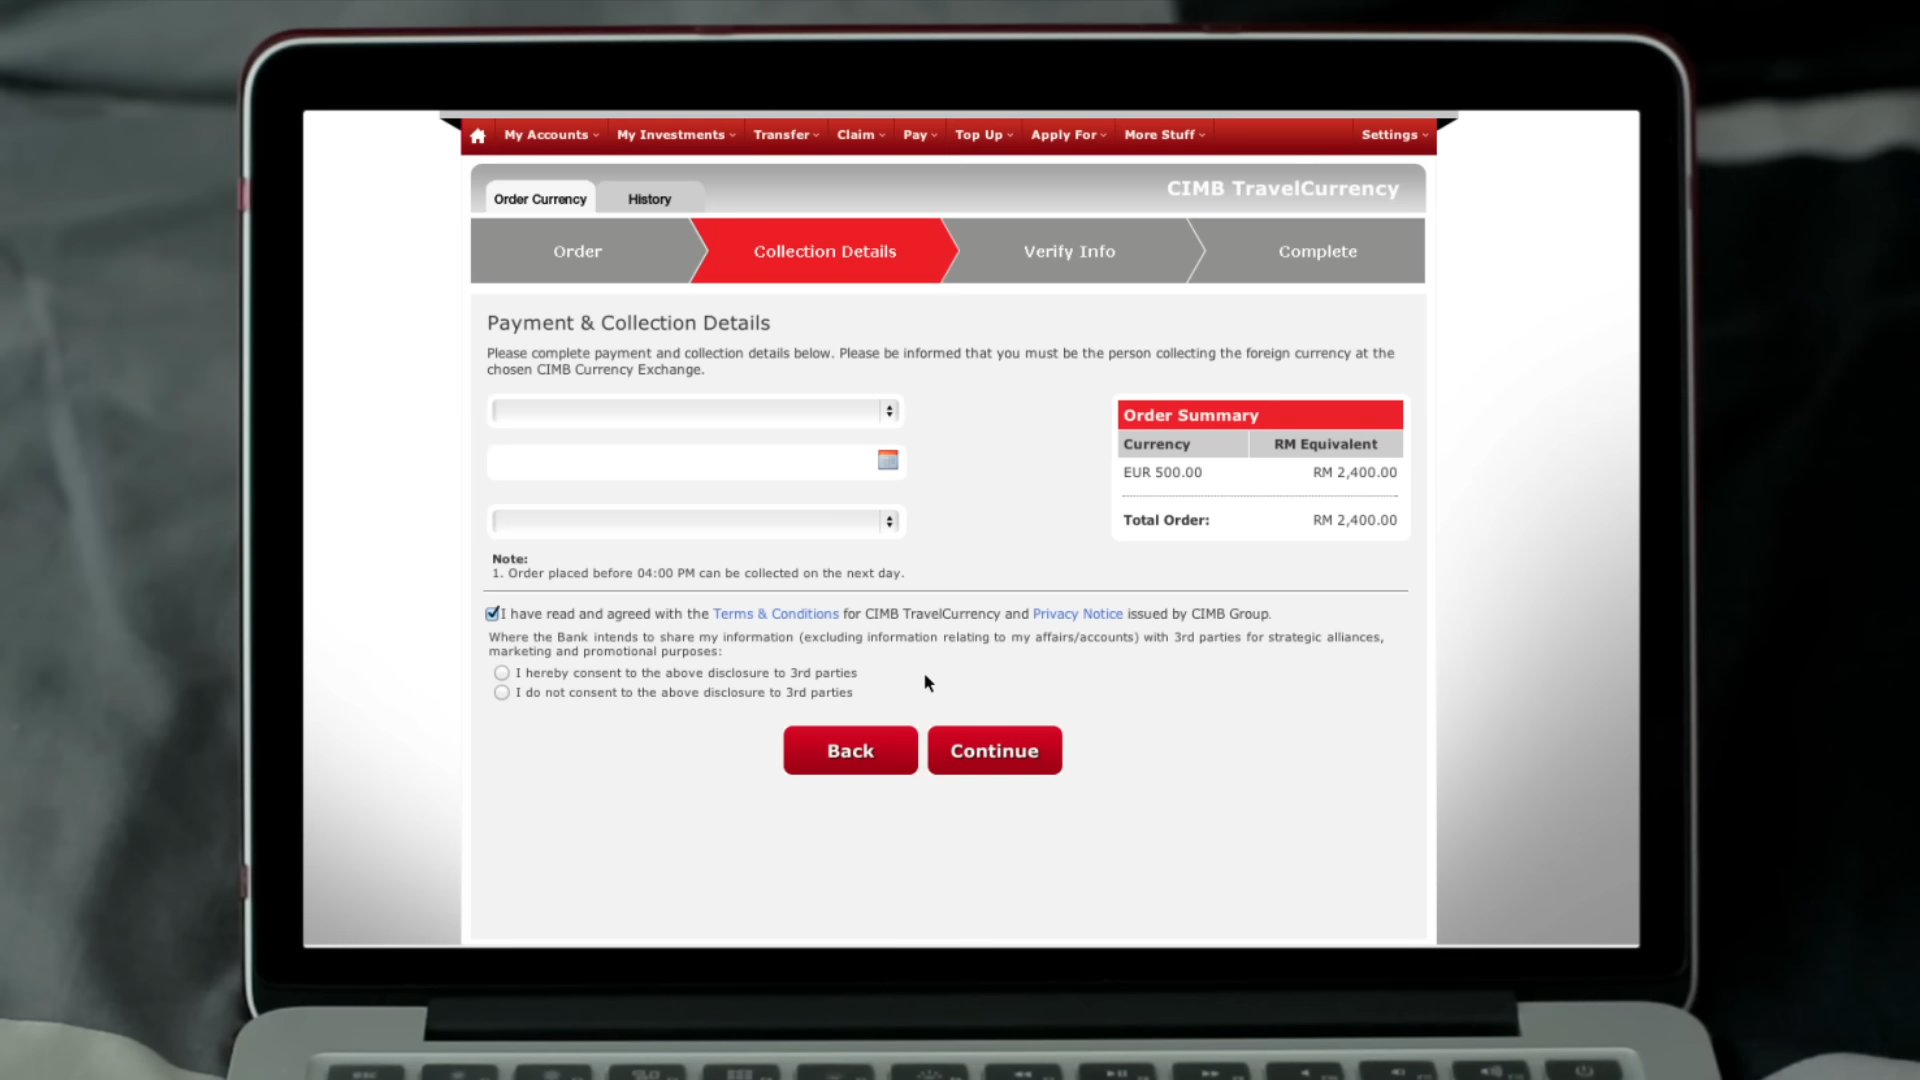 My Accounts My Investments Transfer Claim Pay Top Up Apply For More Stuff Settings
Order Currency History CIMB TravelCurrency
Order Collection Details Verify Info Complete
Payment & Collection Details
Please complete payment and collection details below. Please be informed that you must be the person collecting the foreign currency at the
chosen CIMB Currency Exchange.
Order Summary
Currency RM Equivalent
EUR 500.00 RM 2,400.00
Total Order: RM 2,400.00
Note:
1. Order placed before 04:00 PM can be collected on the next day.
I have read and agreed with the Terms & Conditions for CIMB TravelCurrency and Privacy Notice issued by CIMB Group.
Where the Bank intends to share my information (excluding information relating to my affairs/accounts) with 3rd parties for strategic alliances,
marketing and promotional purposes:
I hereby consent to the above disclosure to 3rd parties
I do not consent to the above disclosure to 3rd parties
Back Continue